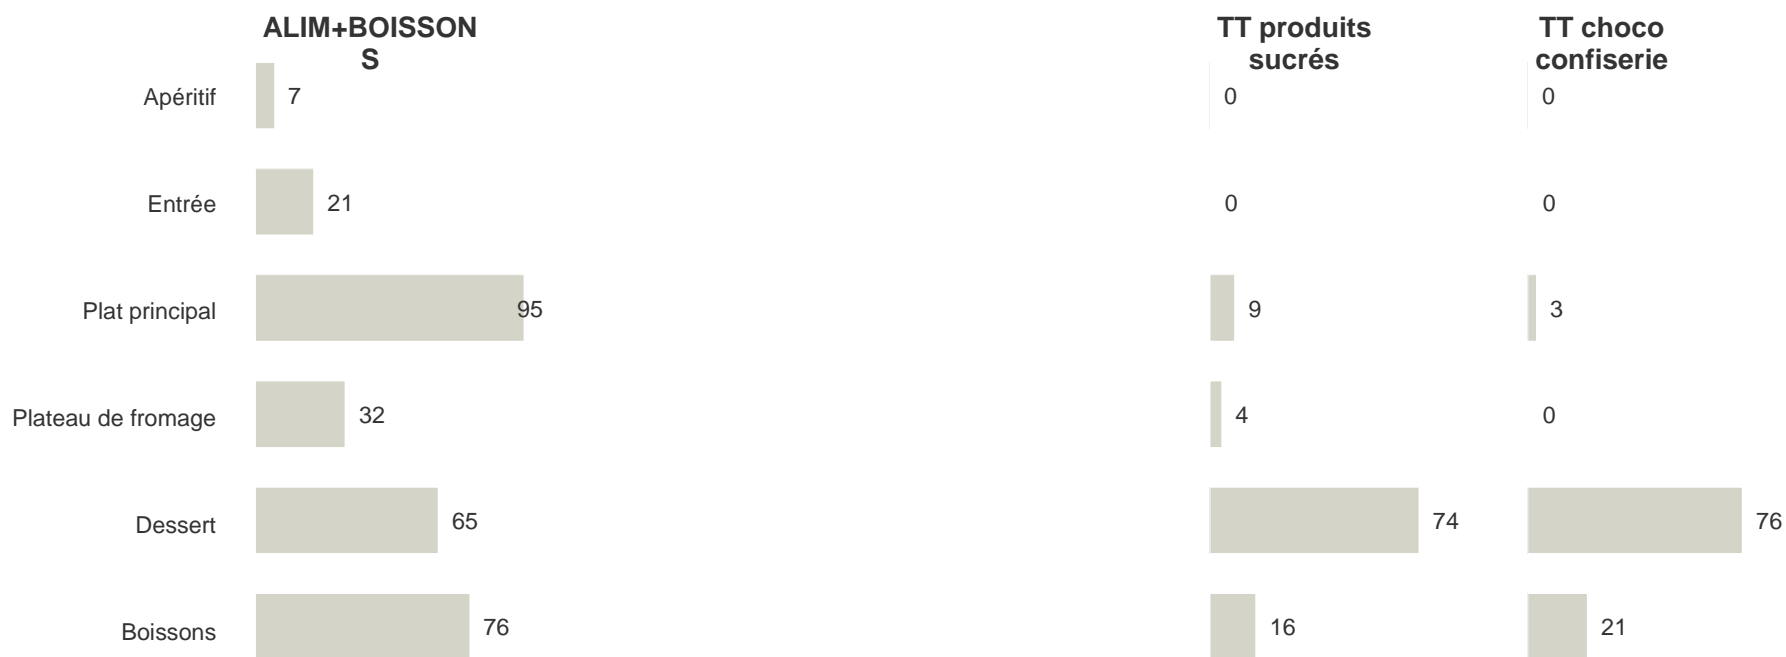 ALIM+BOISSON
S
TT produits
sucrés
TT choco
confiserie
Apéritif 7 0 0
Entrée 21 0 0
Plat principal 95 9 3
Plateau de fromage 32 4 0
Dessert 65 74 76
Boissons 76 16 21